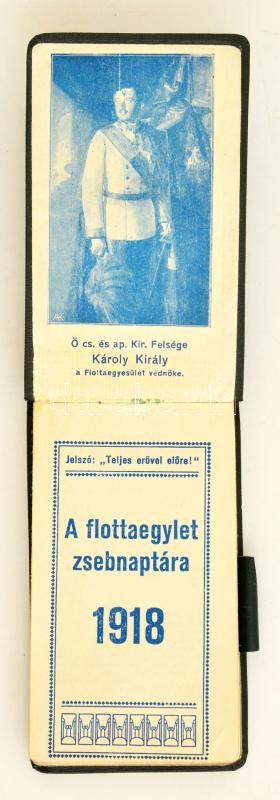 Ö cs. és ap. Kir. Felsége
Károly Király
a Flottaegyesület védnöke.
Jelszó: „Teljes erővel előre!"
A flottaegylet
zsebnaptára
1918